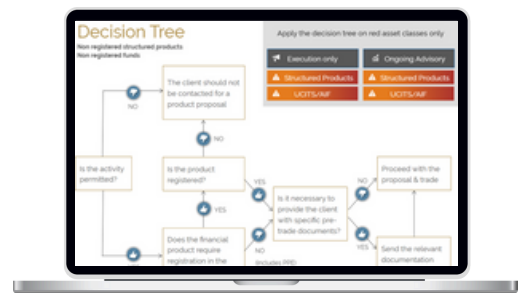 Decision Tree
Non registered structured products
Non registered funds
Apply the decision tree on red asset classes only
Execution only
Ongoing Advisory
Structured Products
Structured Products
UCITS/AIF
UCITS/AIF
The client should not
be contacted for a
product proposal
NO
NO
Is the activity
permitted?
Is the product
registered?
YES
Proceed with the
proposal & trade
NO
Is it necessary to
provide the client
with specific pre-
trade documents?
YES
Does the financial
product require
registration in the
NO
(includes PRD
YES
Send the relevant
documentation